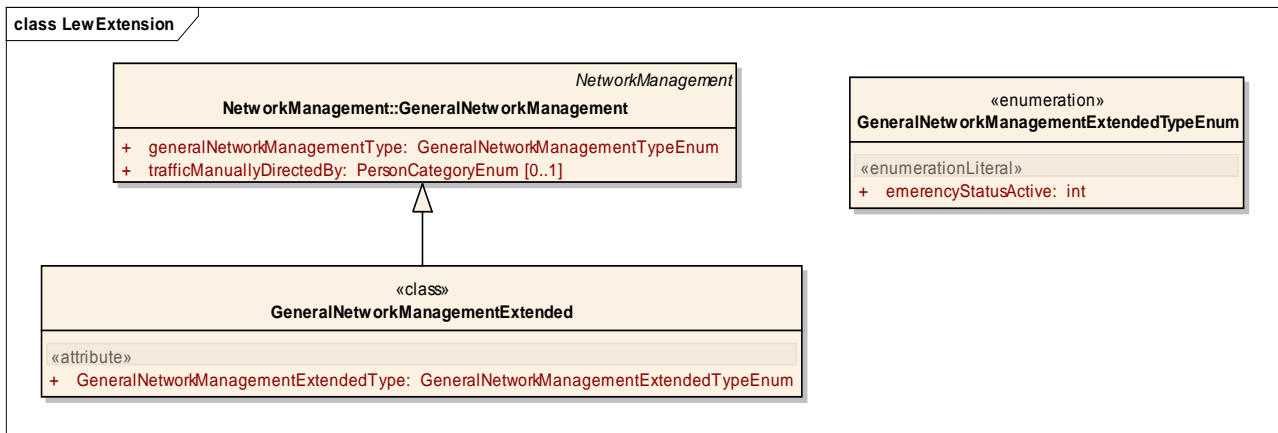 class LewExtension
NetworkManagement
NetworkManagement::GeneralNetworkManagement
+ generalNetworkManagementType: GeneralNetworkManagementTypeEnum
+ trafficManuallyDirectedBy: PersonCategoryEnum [0..1]
«enumeration»
GeneralNetworkManagementExtendedTypeEnum
«enumerationLiteral»
+ emerencyStatusActive: int
«class»
GeneralNetworkManagementExtended
«attribute»
+ GeneralNetworkManagementExtendedType: GeneralNetworkManagementExtendedTypeEnum